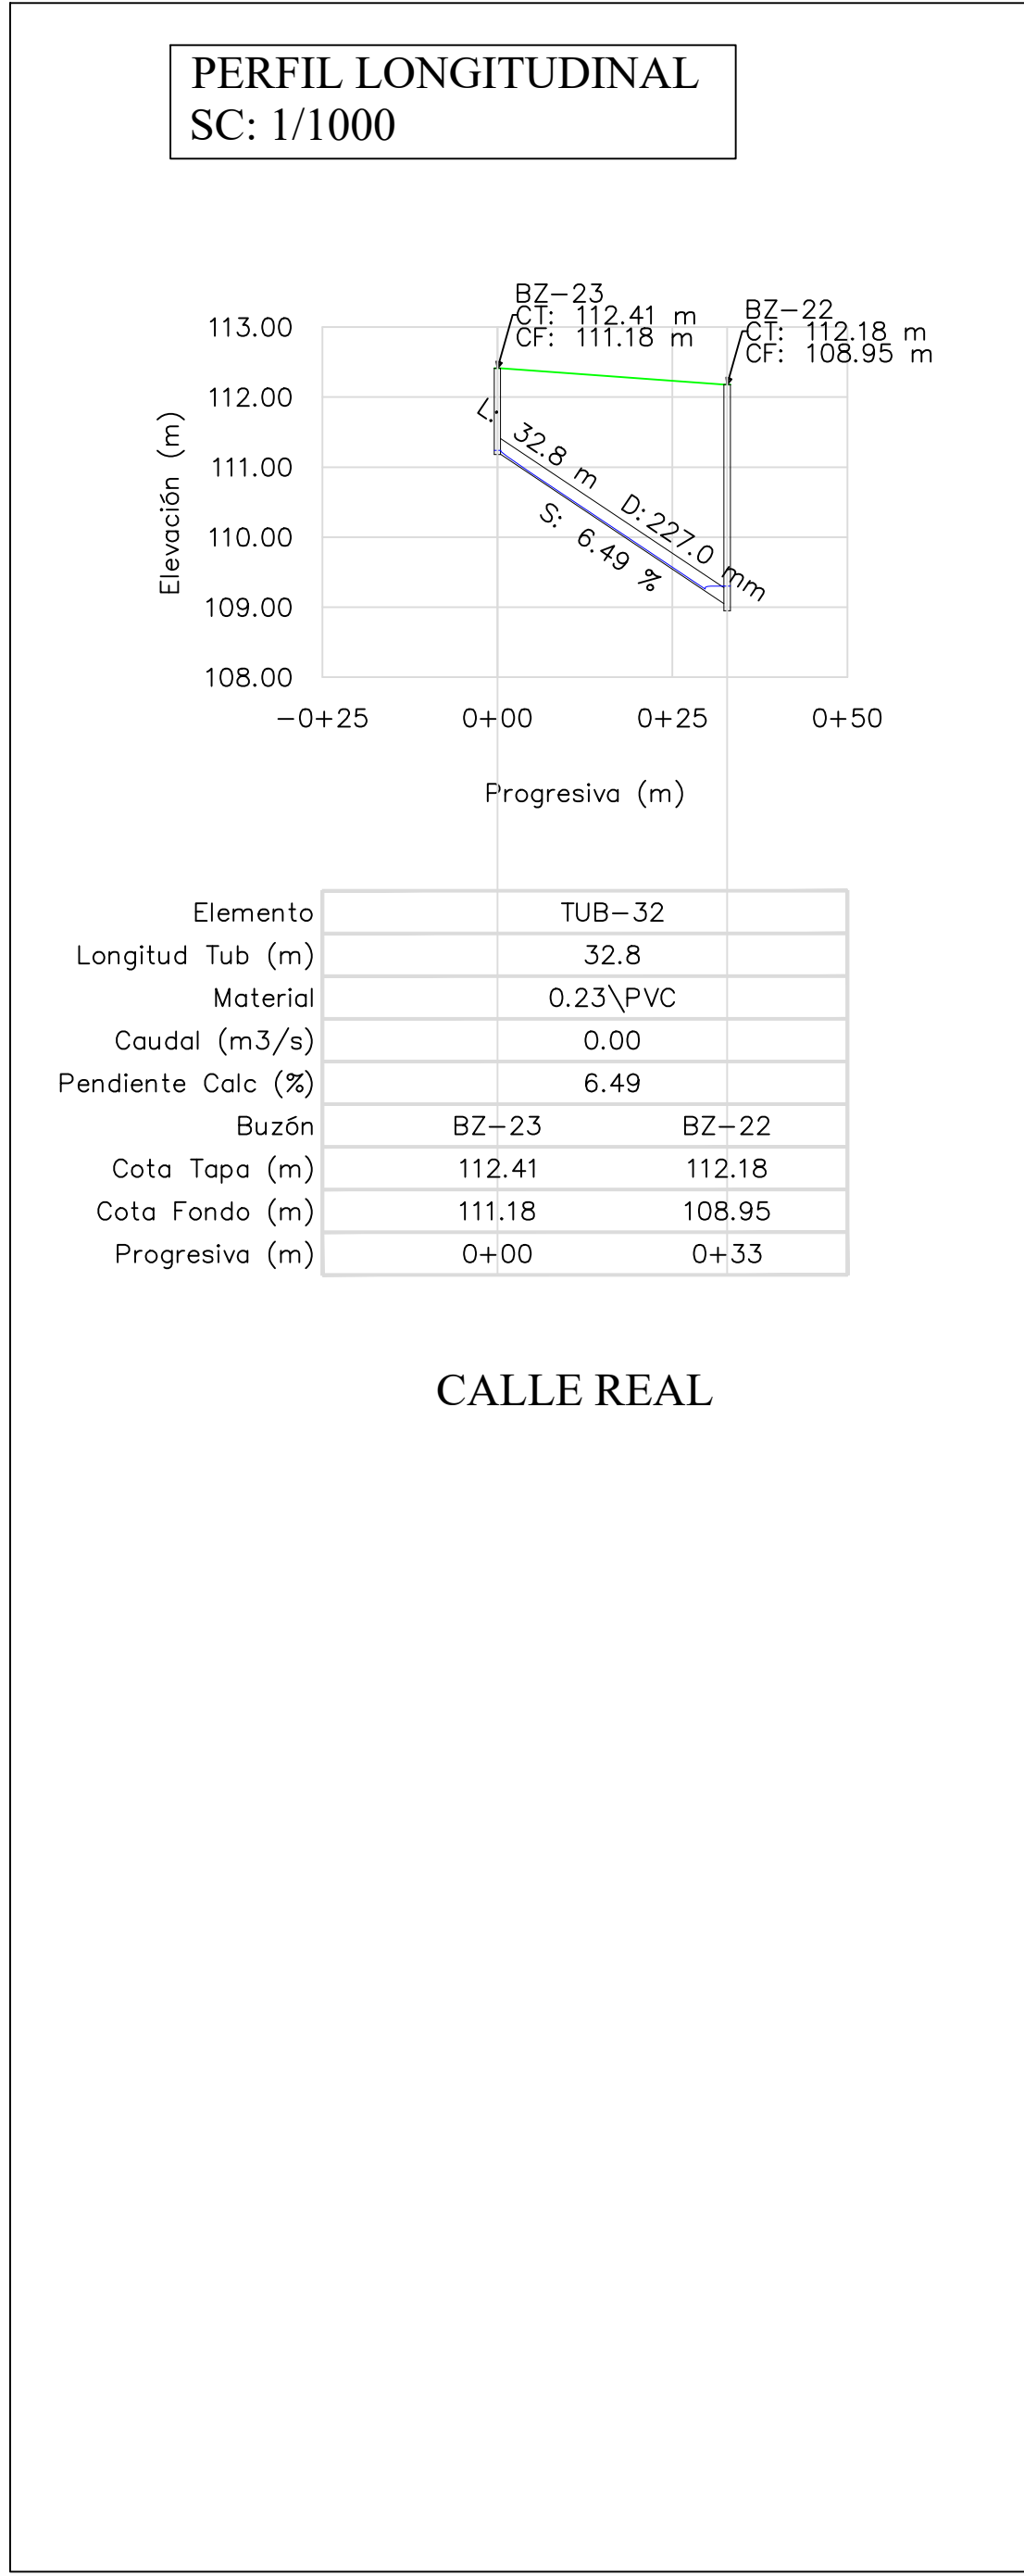 PERFIL LONGITUDINAL
SC: 1/1000
BZ-23
CT: 112.41 m
CF: 111.18 m
BZ-22
CT: 112.18 m
CF: 108.95 m
113.00
112.00
111.00
110.00
109.00
108.00
Elevación (m)
L: 32.8 m D:227.0 mm
S: 6.49 %
-0+25 0+00 0+25 0+50
Progresiva (m)
Elemento TUB-32
Longitud Tub (m) 32.8
Material 0.23\PVC
Caudal (m3/s) 0.00
Pendiente Calc (%) 6.49
Buzón BZ-23 BZ-22
Cota Tapa (m) 112.41 112.18
Cota Fondo (m) 111.18 108.95
Progresiva (m) 0+00 0+33
CALLE REAL